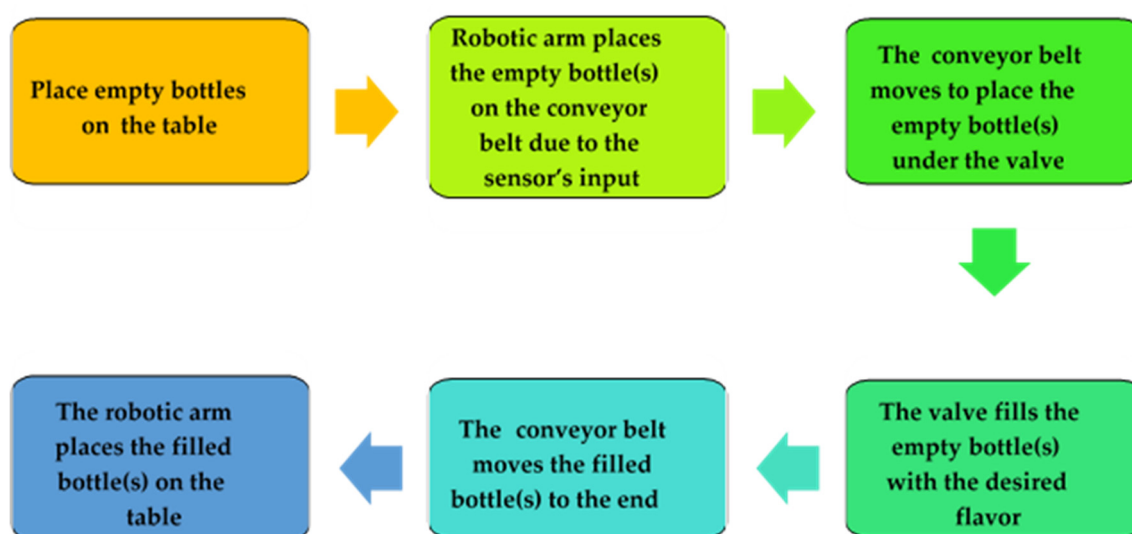 Place empty bottles
on the table
Robotic arm places
the empty bottle(s)
on the conveyor
belt due to the
sensor's input
The conveyor belt
moves to place the
empty bottle(s)
under the valve
The valve fills the
empty bottle(s)
with the desired
flavor
The conveyor belt
moves the filled
bottle(s) to the end
The robotic arm
places the filled
bottle(s) on the
table